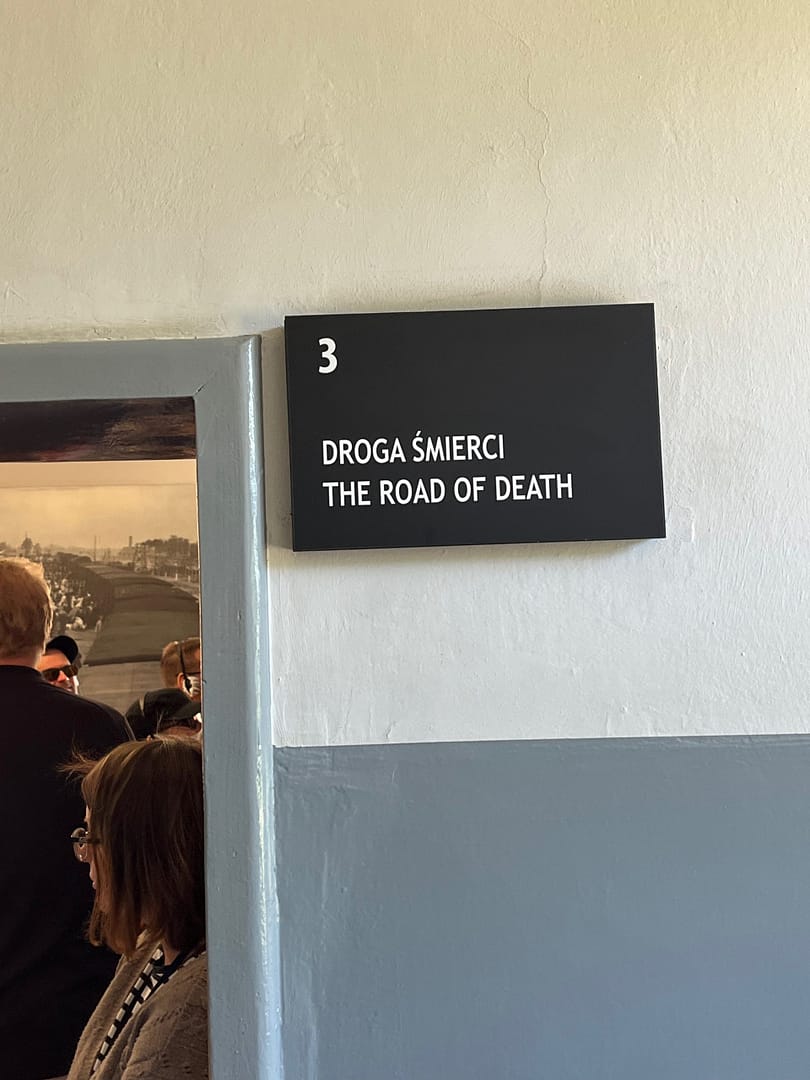 3
DROGA ŚMIERCI
THE ROAD OF DEATH